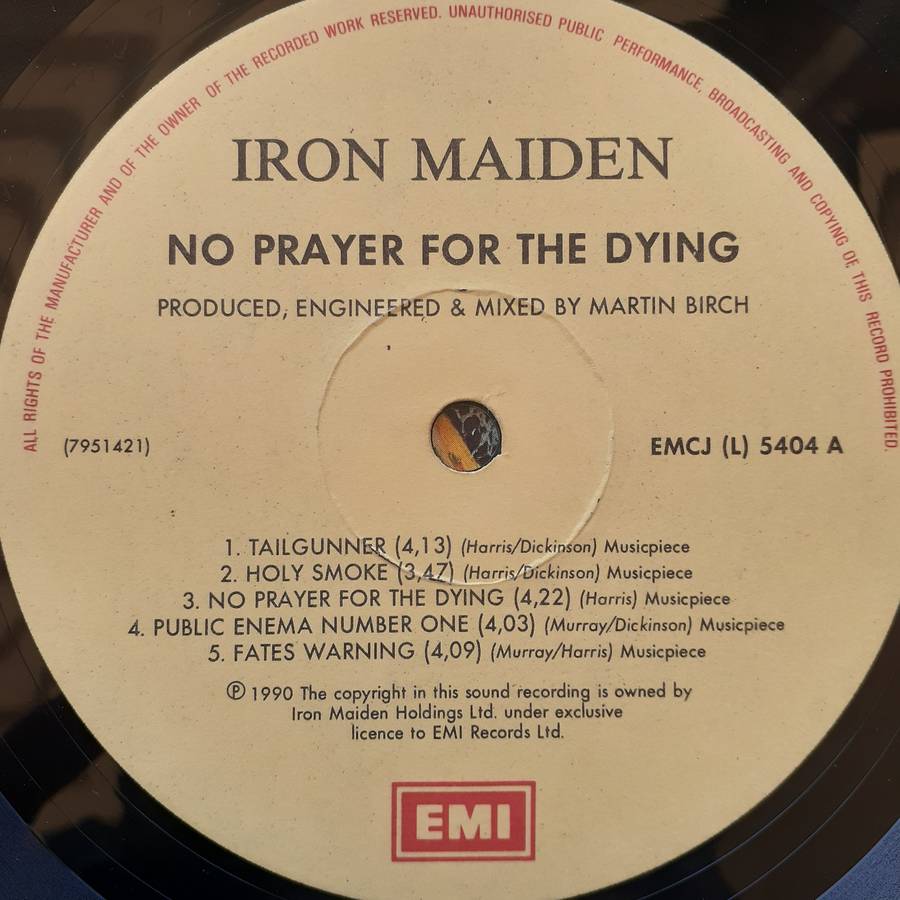 ALL RIGHTS OF THE MANUFACTURER AND OF THE OWNER OF THE RECORDED WORK RESERVED. UNAUTHORISED PUBLIC PERFORMANCE, BROADCASTING AND COPYING OF THIS RECORD PROHIBITED.
IRON MAIDEN
NO PRAYER FOR THE DYING
PRODUCED, ENGINEERED & MIXED BY MARTIN BIRCH
(7951421)
EMCJ (L) 5404 A
1. TAILGUNNER (4,13) (Harris/Dickinson) Musicpiece
2. HOLY SMOKE (3,47) (Harris/Dickinson) Musicpiece
3. NO PRAYER FOR THE DYING (4,22) (Harris) Musicpiece
4. PUBLIC ENEMA NUMBER ONE (4,03) (Murray/Dickinson) Musicpiece
5. FATES WARNING (4,09) (Murray/Harris) Musicpiece
℗ 1990 The copyright in this sound recording is owned by
Iron Maiden Holdings Ltd. under exclusive
licence to EMI Records Ltd.
EMI